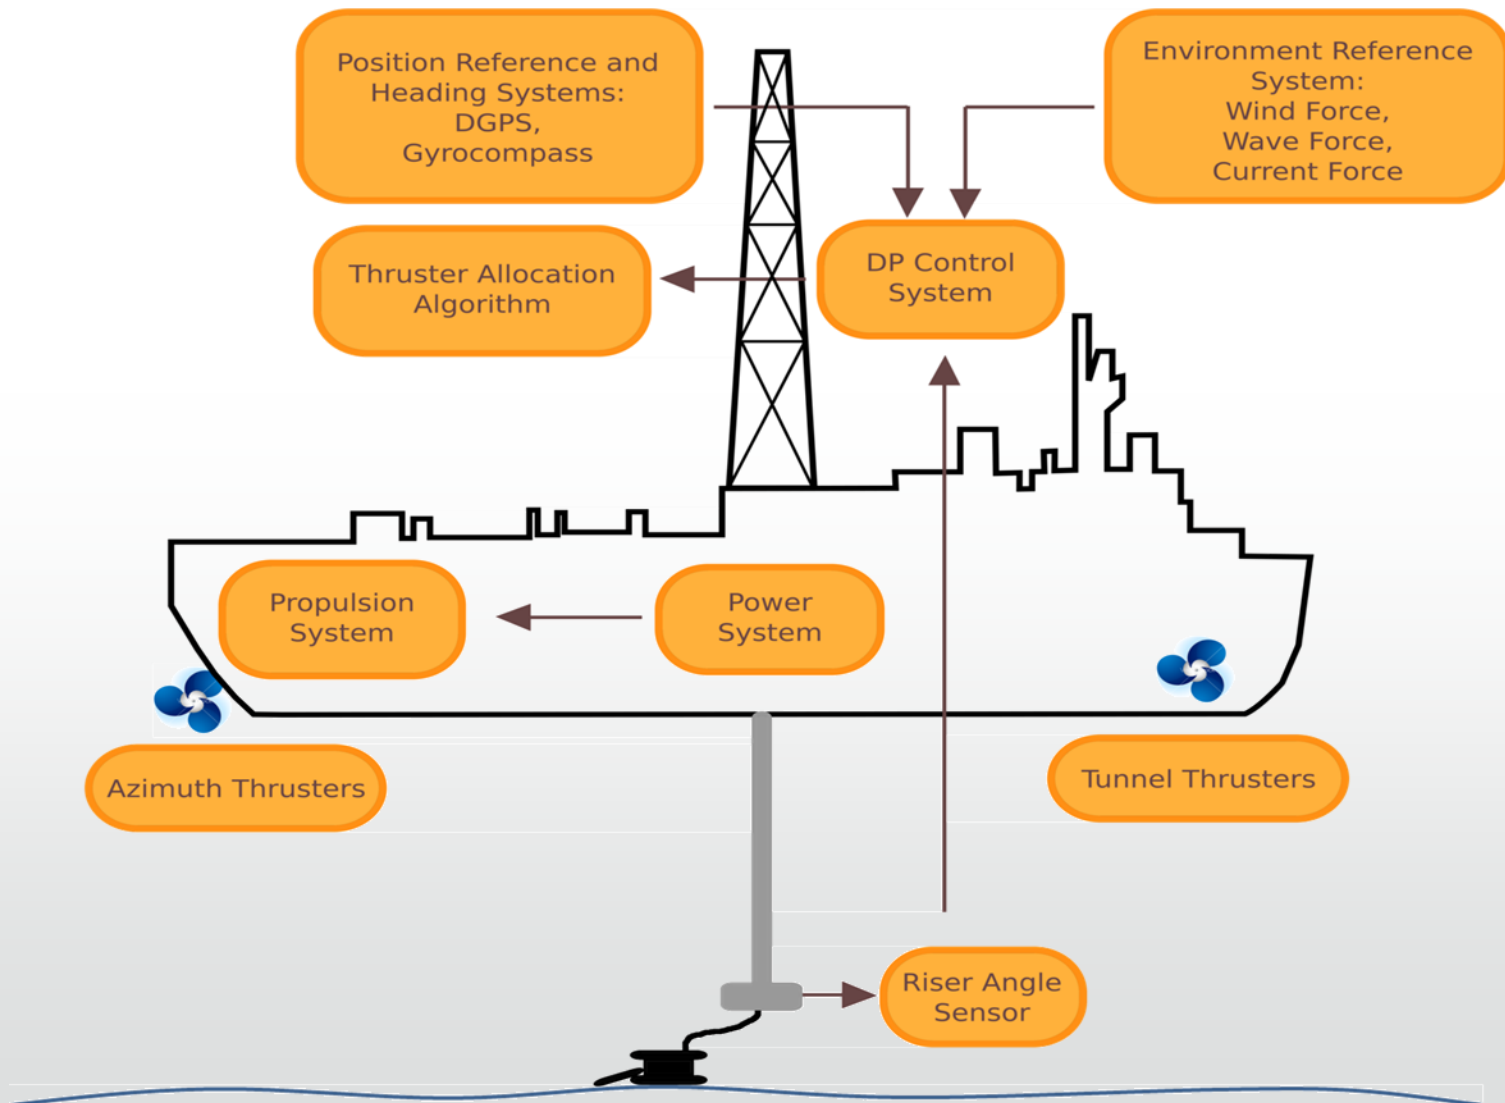 Position Reference and
Heading Systems:
DGPS,
Gyrocompass
Environment Reference
System:
Wind Force,
Wave Force,
Current Force
Thruster Allocation
Algorithm
DP Control
System
Propulsion
System
Power
System
Azimuth Thrusters
Tunnel Thrusters
Riser Angle
Sensor